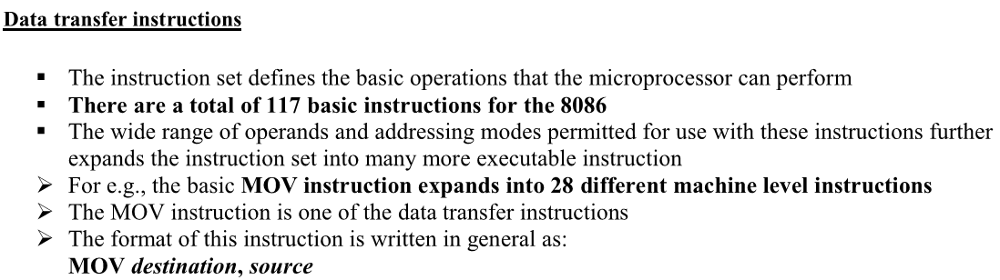 Data transfer instructions
▪ The instruction set defines the basic operations that the microprocessor can perform
▪ There are a total of 117 basic instructions for the 8086
▪ The wide range of operands and addressing modes permitted for use with these instructions further
expands the instruction set into many more executable instruction
➢ For e.g., the basic MOV instruction expands into 28 different machine level instructions
➢ The MOV instruction is one of the data transfer instructions
➢ The format of this instruction is written in general as:
MOV destination, source